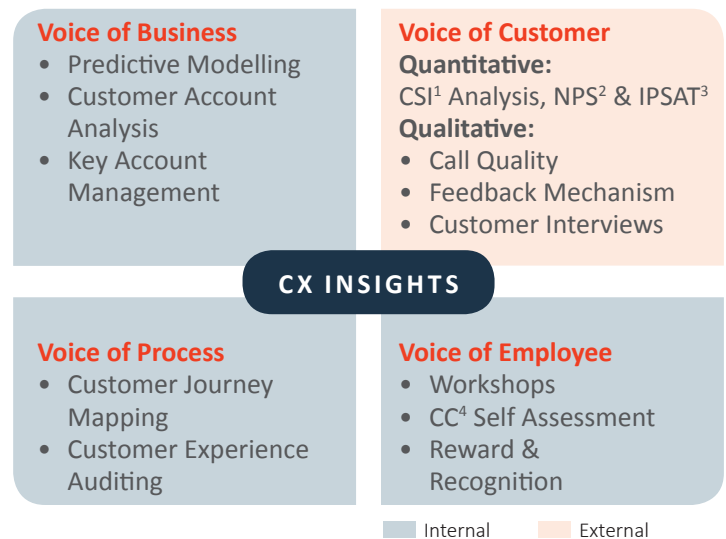 Voice of Business
• Predictive Modelling
• Customer Account
Analysis
• Key Account
Management
Voice of Customer
Quantitative:
CSI¹ Analysis, NPS² & IPSAT³
Qualitative:
• Call Quality
• Feedback Mechanism
• Customer Interviews
CX INSIGHTS
Voice of Process
• Customer Journey
Mapping
• Customer Experience
Auditing
Voice of Employee
• Workshops
• CC⁴ Self Assessment
• Reward &
Recognition
Internal
External